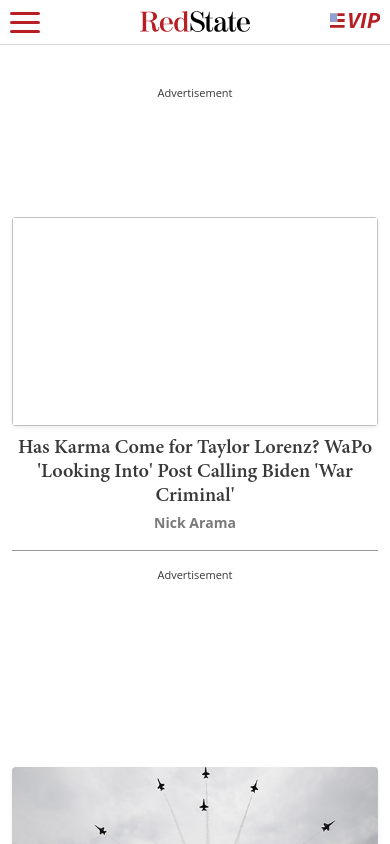 RedState
VIP
Advertisement
Has Karma Come for Taylor Lorenz? WaPo
'Looking Into' Post Calling Biden 'War
Criminal'
Nick Arama
Advertisement